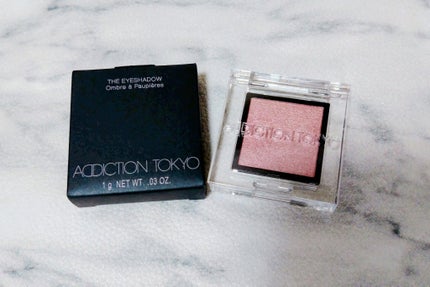 THE EYESHADOW
Ombre à Paupières
ADDICTION TOKYO
1 g NET WT. .03 OZ.
ADDICTION TOKYO